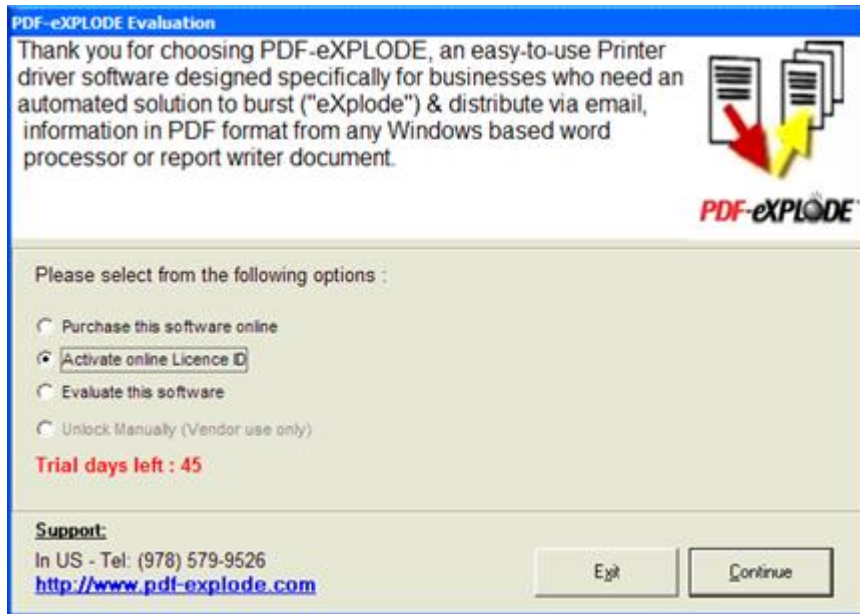 PDF-eXPLODE Evaluation
Thank you for choosing PDF-eXPLODE, an easy-to-use Printer
driver software designed specifically for businesses who need an
automated solution to burst ("eXplode") & distribute via email,
information in PDF format from any Windows based word
processor or report writer document.
PDF-eXPLODE
Please select from the following options :
Purchase this software online
Activate online Licence ID
Evaluate this software
Unlock Manually (Vendor use only)
Trial days left : 45
Support:
In US - Tel: (978) 579-9526
http://www.pdf-explode.com
Exit
Continue